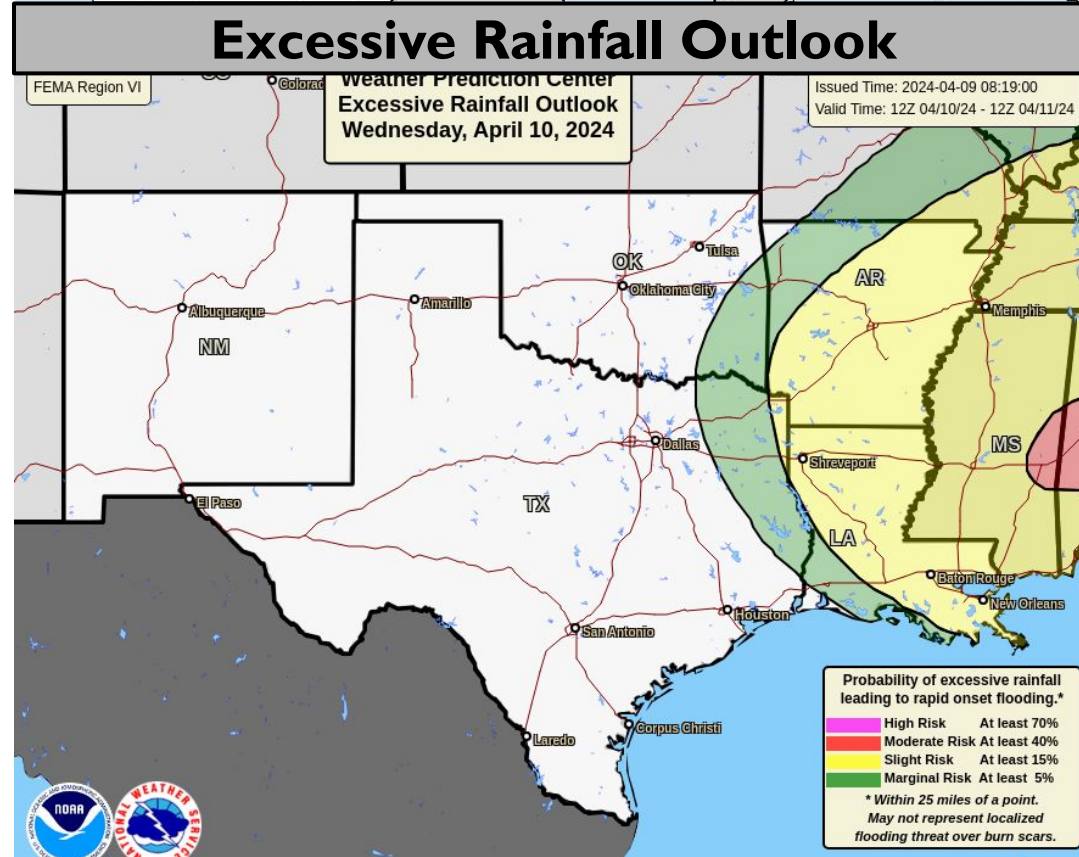 Excessive Rainfall Outlook
FEMA Region VI
Weather Prediction Center
Excessive Rainfall Outlook
Wednesday, April 10, 2024
Issued Time: 2024-04-09 08:19:00
Valid Time: 12Z 04/10/24 - 12Z 04/11/24
Colorad
Tulsa
OK
Oklahoma City
AR
Albuquerque
Amarillo
Memphis
NM
Dallas
MS
Shreveport
El Paso
TX
LA
Baton Rouge
New Orleans
Houston
San Antonio
Corpus Christi
Laredo
Probability of excessive rainfall
leading to rapid onset flooding.*
High Risk At least 70%
Moderate Risk At least 40%
Slight Risk At least 15%
Marginal Risk At least 5%
* Within 25 miles of a point.
May not represent localized
flooding threat over burn scars.
NOAA
NATIONAL WEATHER SERVICE